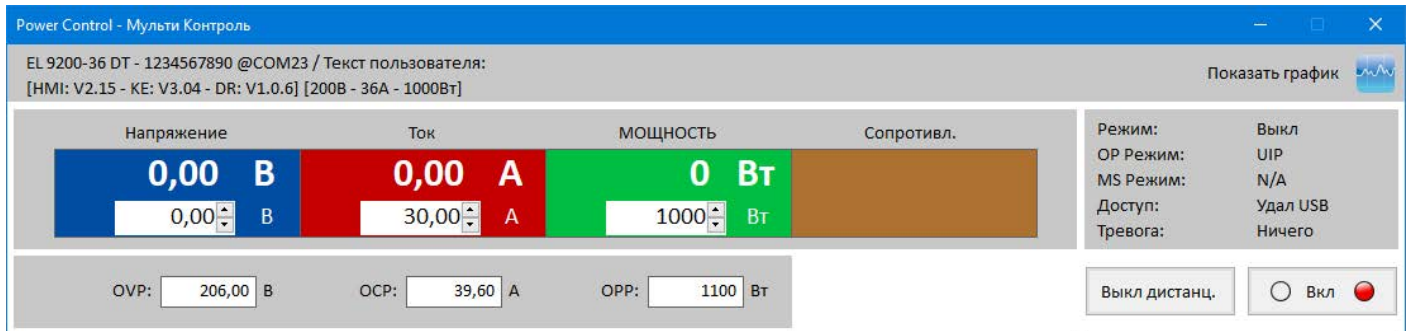 Power Control - Мульти Контроль
EL 9200-36 DT - 1234567890 @COM23 / Текст пользователя:
[HMI: V2.15 - KE: V3.04 - DR: V1.0.6] [200В - 36A - 1000Вт]
Показать график
Напряжение Ток МОЩНОСТЬ Сопротивл.
0,00 В 0,00 А 0 Вт
0,00 В 30,00 А 1000 Вт
Режим: Выкл
OP Режим: UIP
MS Режим: N/A
Доступ: Удал USB
Тревога: Ничего
OVP: 206,00 В OCP: 39,60 А OPP: 1100 Вт
Выкл дистанц. Вкл